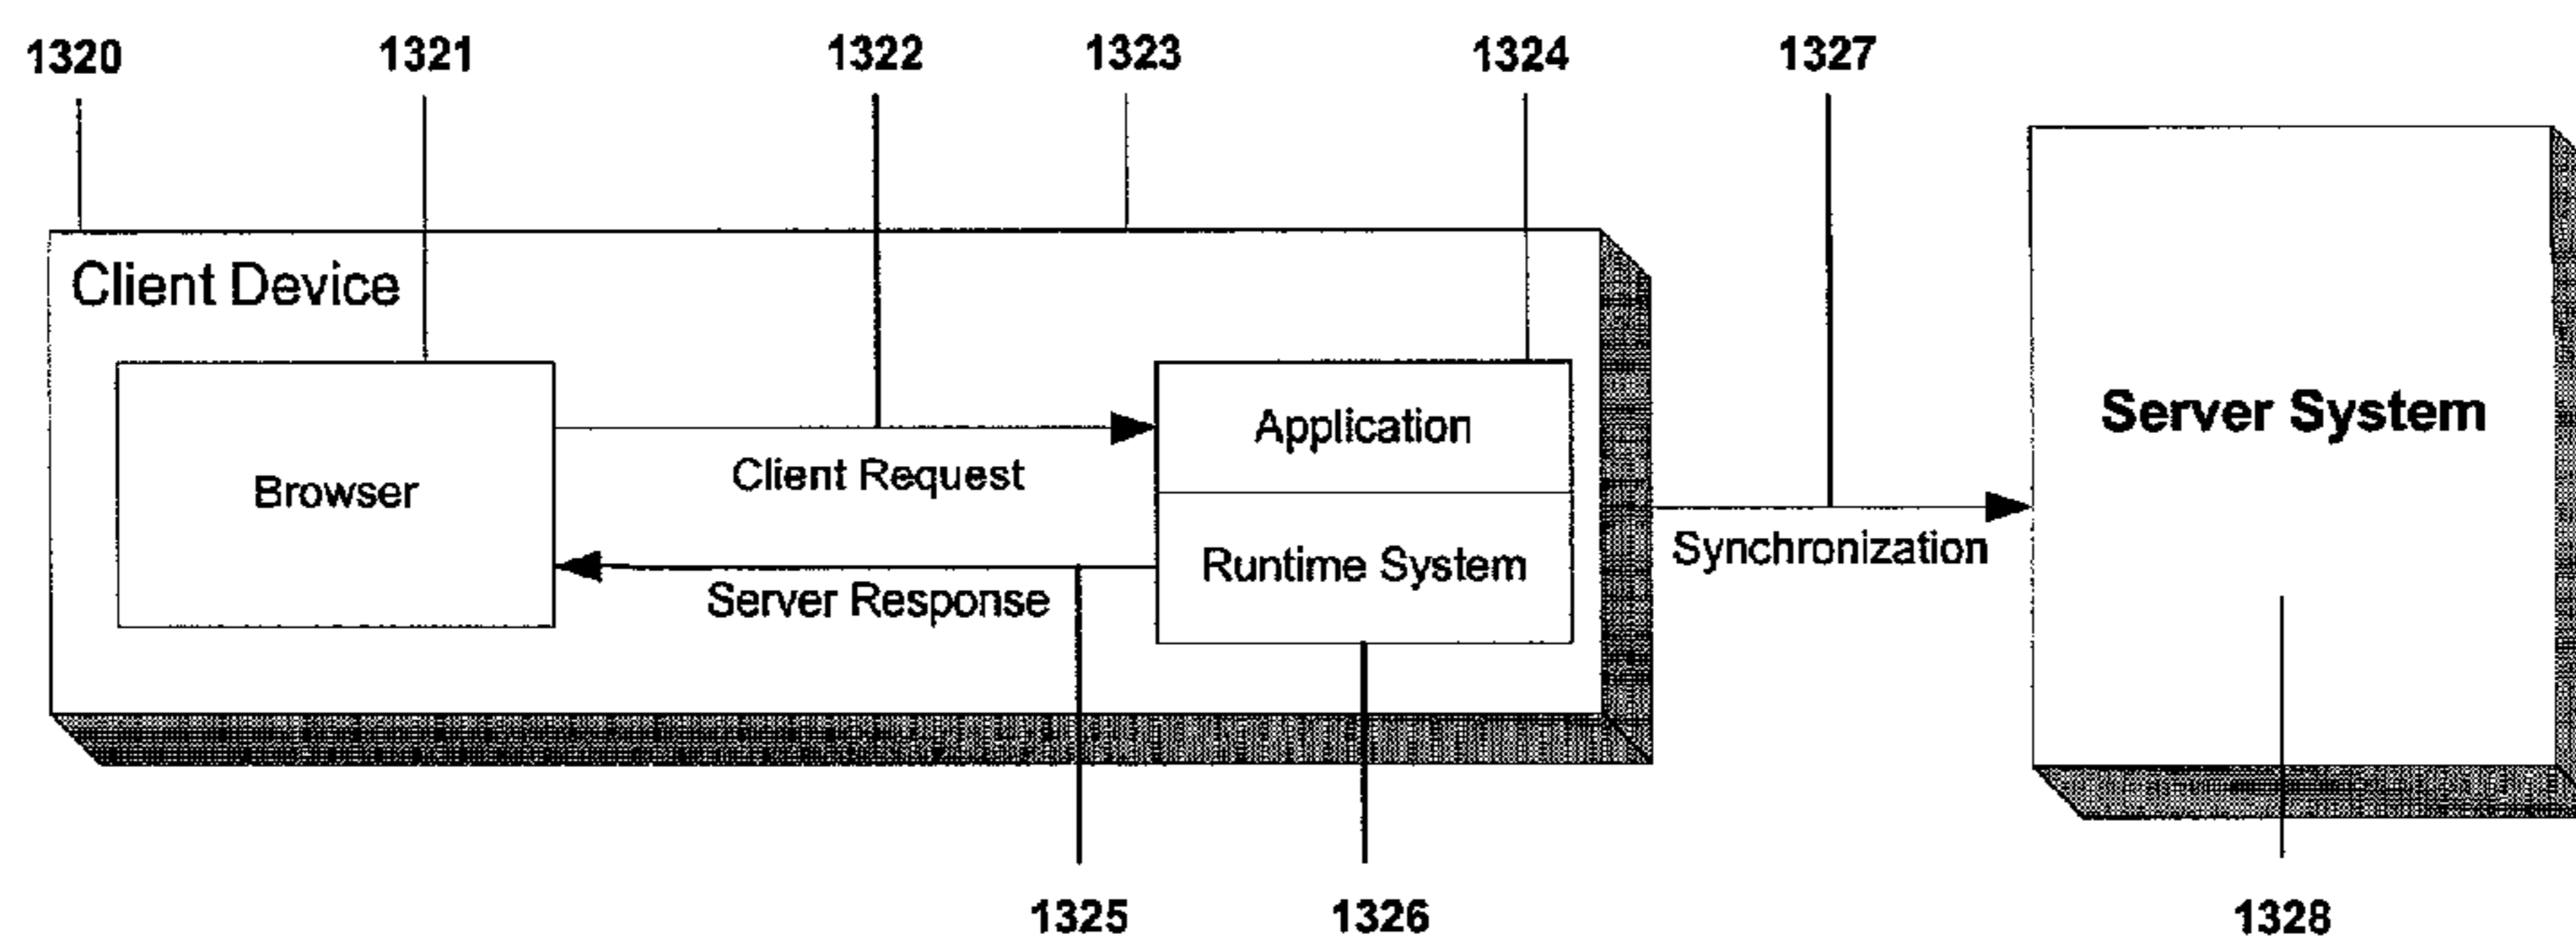 1320 1321 1322 1323 1324 1327
Client Device
Browser
Client Request
Server Response
Application
Runtime System
Synchronization
Server System
1325 1326 1328